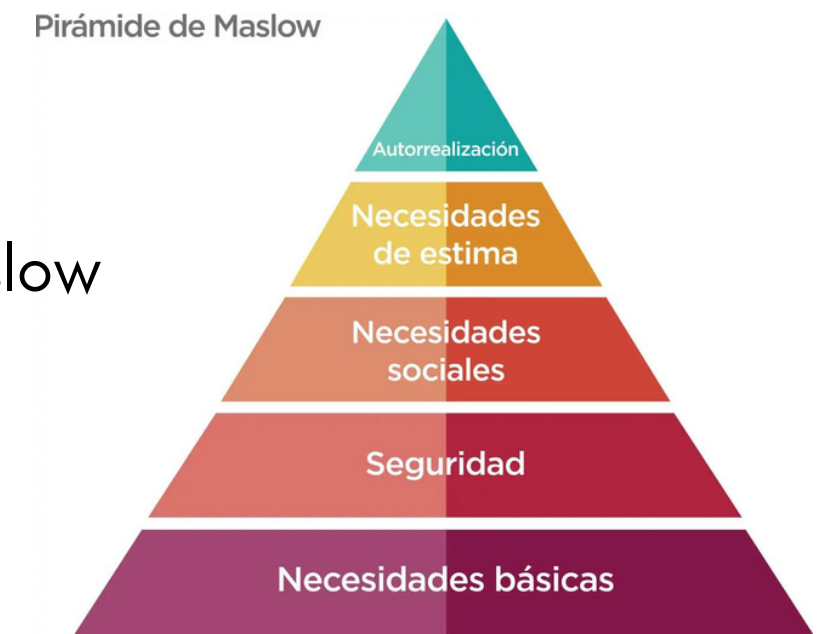 Pirámide de Maslow
Autorrealización
Necesidades
de estima
low
Necesidades
sociales
Seguridad
Necesidades básicas